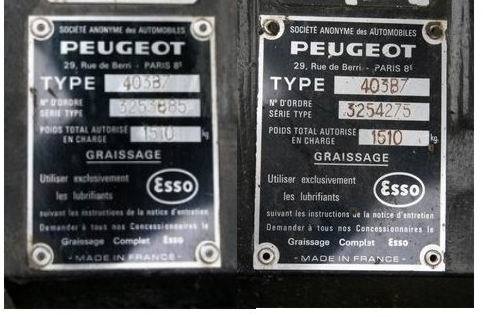 SOCIÉTÉ ANONYME des AUTOMOBILES
PEUGEOT
29, Rue de Berri - PARIS 8E
TYPE 403B7
N° D'ORDRE
SÉRIE TYPE
POIDS TOTAL AUTORISÉ
EN CHARGE 1510 kg
GRAISSAGE
Utiliser exclusivement
les lubrifiants Esso
suivant les instructions de la notice d'entretien
Demander à tous nos Concessionnaires le
Graissage Complet Esso
- MADE IN FRANCE -
SOCIÉTÉ ANONYME des AUTOMOBILES
PEUGEOT
29, Rue de Berri - PARIS 8E
TYPE 403B7
N° D'ORDRE
SÉRIE TYPE 3254275
POIDS TOTAL AUTORISÉ
EN CHARGE 1510 kg
GRAISSAGE
Utiliser exclusivement
les lubrifiants Esso
suivant les instructions de la notice d'entretien
Demander à tous nos Concessionnaires le
Graissage Complet Esso
- MADE IN FRANCE -